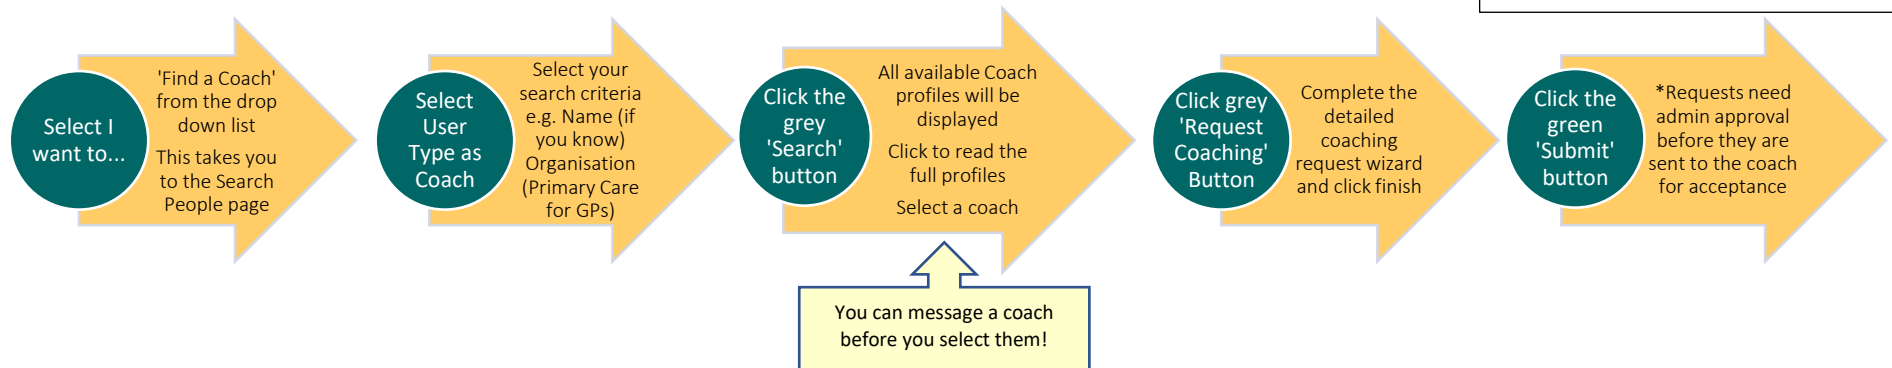 Select I
want to...
'Find a Coach'
from the drop
down list
This takes you
to the Search
People page
Select
User
Type as
Coach
Select your
search criteria
e.g. Name (if
you know)
Organisation
(Primary Care
for GPs)
Click the
grey
'Search'
button
All available Coach
profiles will be
displayed
Click to read the
full profiles
Select a coach
You can message a coach
before you select them!
Click grey
'Request
Coaching'
Button
Complete the
detailed
coaching
request wizard
and click finish
Click the
green
'Submit'
button
*Requests need
admin approval
before they are
sent to the coach
for acceptance